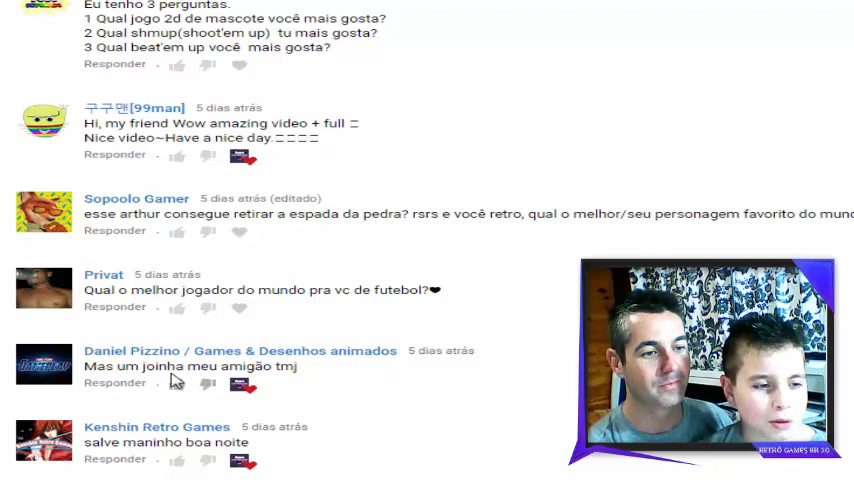 Eu tenho 3 perguntas.
1 Qual jogo 2d de mascote você mais gosta?
2 Qual shmup(shoot'em up) tu mais gosta?
3 Qual beat'em up você mais gosta?
Responder
구구맨[99man] 5 dias atrás
Hi, my friend Wow amazing video + full
Nice video~Have a nice day.
Responder
Sopoolo Gamer 5 dias atrás (editado)
esse arthur consegue retirar a espada da pedra? rsrs e você retro, qual o melhor/seu personagem favorito do
Responder
Privat 5 dias atrás
Qual o melhor jogador do mundo pra vc de futebol?❤
Responder
Daniel Pizzino / Games & Desenhos animados 5 dias atrás
Mas um joinha meu amigão tmj
Responder
Kenshin Retro Games 5 dias atrás
salve maninho boa noite
Responder
RETRÔ GAMES BR 3.0